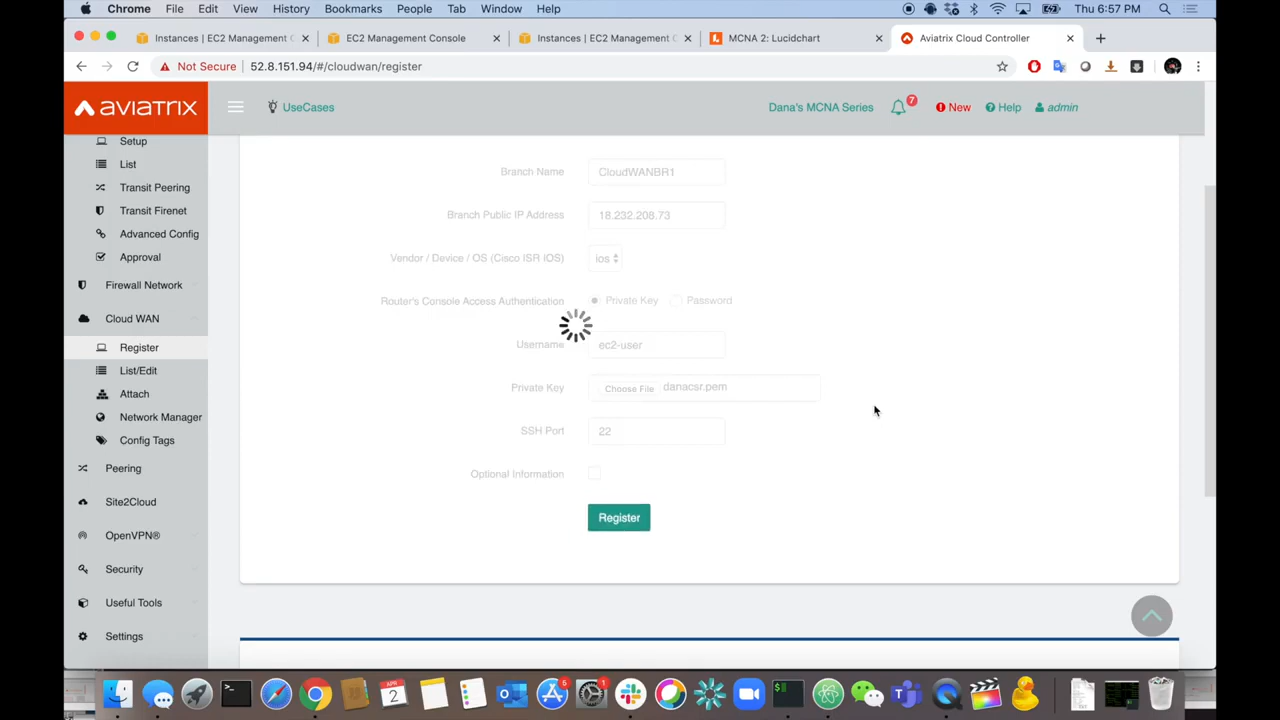 Chrome File Edit View History Bookmarks People Tab Window Help Thu 6:57 PM
Instances | EC2 Management C EC2 Management Console Instances | EC2 Management C MCNA 2: Lucidchart Aviatrix Cloud Controller
Not Secure 52.8.151.94/#/cloudwan/register
aviatrix UseCases Dana's MCNA Series 7 New Help admin
Setup
List
Transit Peering
Transit Firenet
Advanced Config
Approval
Firewall Network
Cloud WAN
Register
List/Edit
Attach
Network Manager
Config Tags
Peering
Site2Cloud
OpenVPN®
Security
Useful Tools
Settings
Branch Name CloudWANBR1
Branch Public IP Address 18.232.208.73
Vendor / Device / OS (Cisco ISR IOS) ios
Router's Console Access Authentication Private Key Password
Username ec2-user
Private Key Choose File danacsr.pem
SSH Port 22
Optional Information
Register
APR
2
5
1